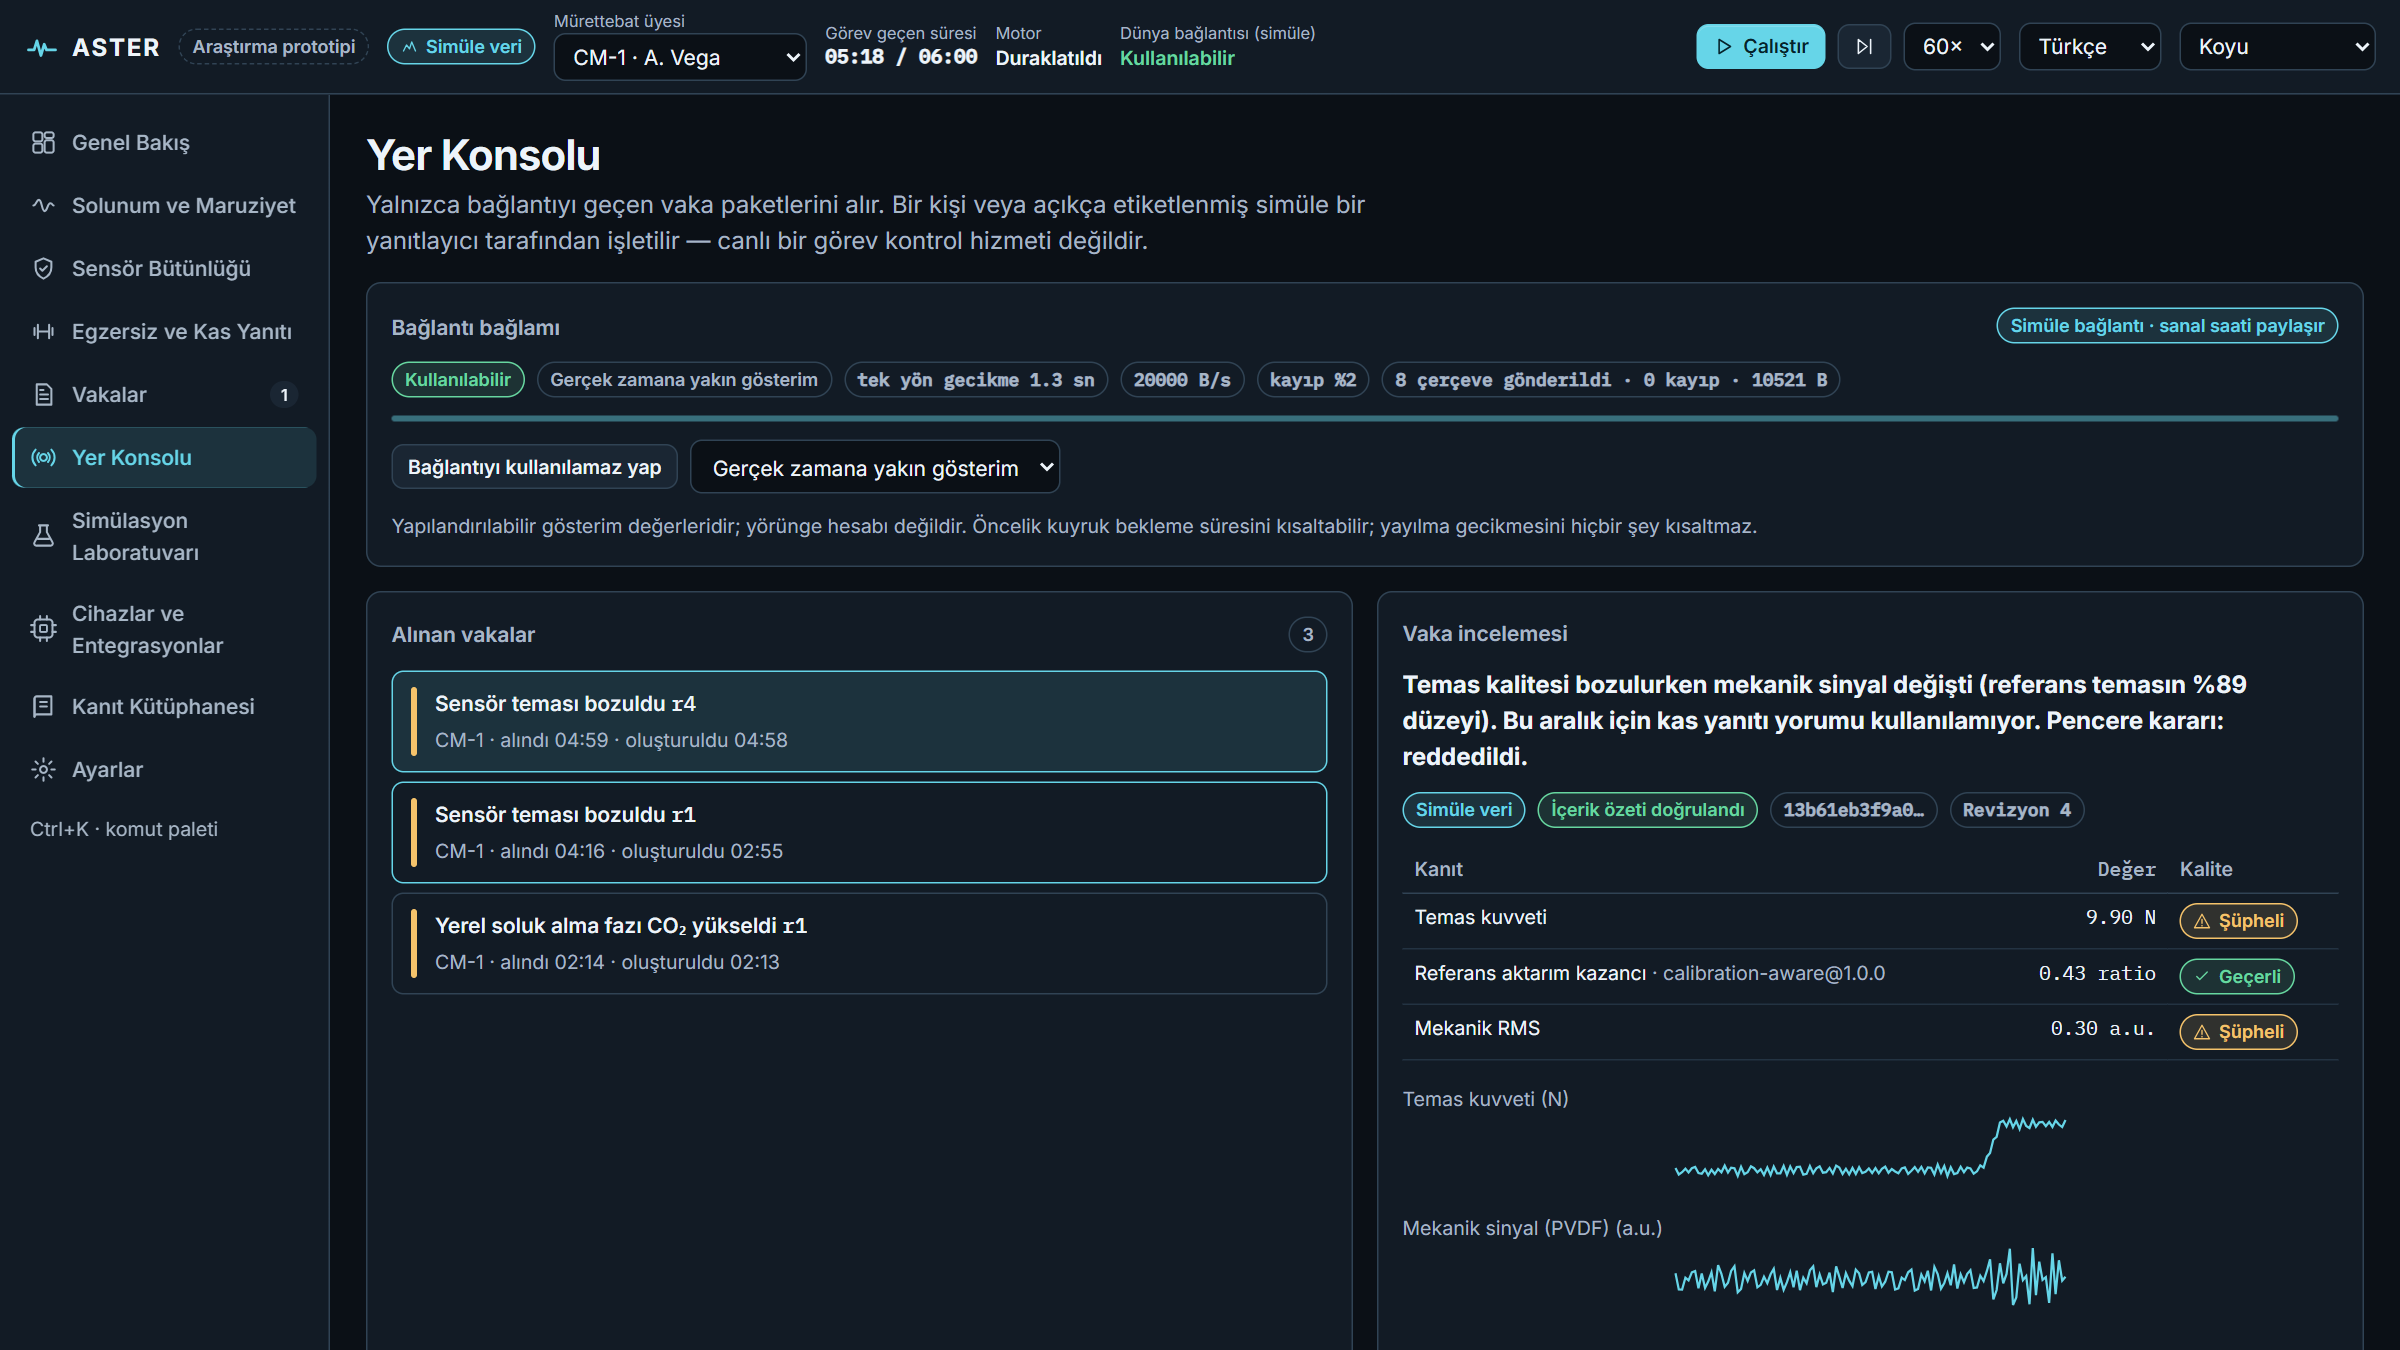 ASTER
Araştırma prototipi
Simüle veri
Mürettebat üyesi
CM-1 · A. Vega
Görev geçen süresi
05:18 / 06:00
Motor
Duraklatıldı
Dünya bağlantısı (simüle)
Kullanılabilir
Çalıştır
60×
Türkçe
Koyu
Genel Bakış
Solunum ve Maruziyet
Sensör Bütünlüğü
Egzersiz ve Kas Yanıtı
Vakalar
1
Yer Konsolu
Simülasyon
Laboratuvarı
Cihazlar ve
Entegrasyonlar
Kanıt Kütüphanesi
Ayarlar
Ctrl+K · komut paleti
Yer Konsolu
Yalnızca bağlantıyı geçen vaka paketlerini alır. Bir kişi veya açıkça etiketlenmiş simüle bir
yanıtlayıcı tarafından işletilir — canlı bir görev kontrol hizmeti değildir.
Bağlantı bağlamı
Simüle bağlantı · sanal saati paylaşır
Kullanılabilir
Gerçek zamana yakın gösterim
tek yön gecikme 1.3 sn
20000 B/s
kayıp %2
8 çerçeve gönderildi · 0 kayıp · 10521 B
Bağlantıyı kullanılamaz yap
Gerçek zamana yakın gösterim
Yapılandırılabilir gösterim değerleridir; yörünge hesabı değildir. Öncelik kuyruk bekleme süresini kısaltabilir; yayılma gecikmesini hiçbir şey kısaltmaz.
Alınan vakalar
3
Sensör teması bozuldu r4
CM-1 · alındı 04:59 · oluşturuldu 04:58
Sensör teması bozuldu r1
CM-1 · alındı 04:16 · oluşturuldu 02:55
Yerel soluk alma fazı CO₂ yükseldi r1
CM-1 · alındı 02:14 · oluşturuldu 02:13
Vaka incelemesi
Temas kalitesi bozulurken mekanik sinyal değişti (referans temasın %89
düzeyi). Bu aralık için kas yanıtı yorumu kullanılamıyor. Pencere kararı:
reddedildi.
Simüle veri
İçerik özeti doğrulandı
13b61eb3f9a0…
Revizyon 4
Kanıt
Değer
Kalite
Temas kuvveti
9.90 N
Şüpheli
Referans aktarım kazancı · calibration-aware@1.0.0
0.43 ratio
Geçerli
Mekanik RMS
0.30 a.u.
Şüpheli
Temas kuvveti (N)
Mekanik sinyal (PVDF) (a.u.)